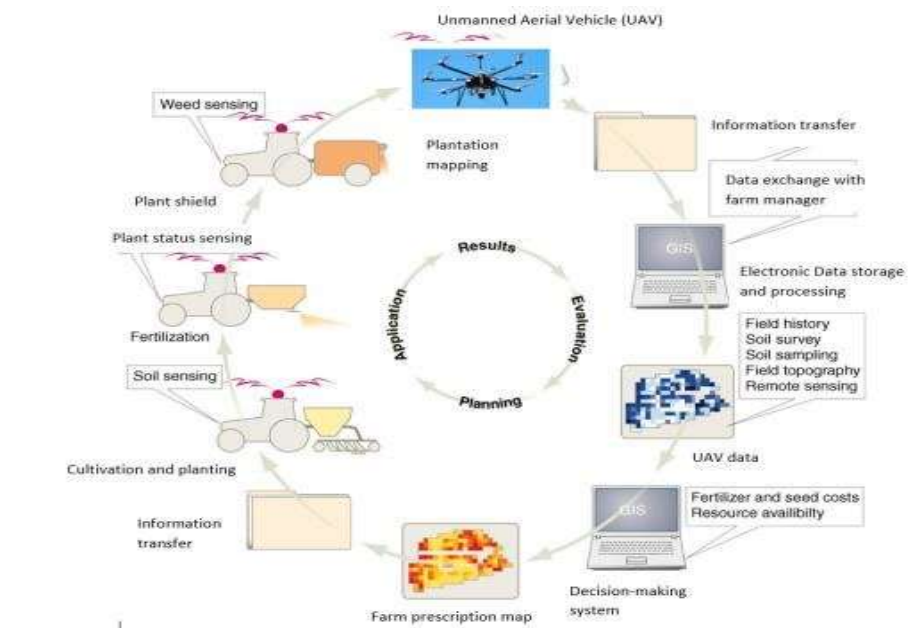 Unmanned Aerial Vehicle (UAV)
Weed sensing
Plantation
mapping
Information transfer
Data exchange with
farm manager
Plant shield
Plant status sensing
Results
GIS
Electronic Data storage
and processing
Application
Evaluation
Fertilization
Field history
Soil survey
Soil sampling
Field topography
Remote sensing
Soil sensing
Planning
UAV data
Cultivation and planting
Fertilizer and seed costs
Resource availibilty
GIS
Information
transfer
Decision-making
system
Farm prescription map